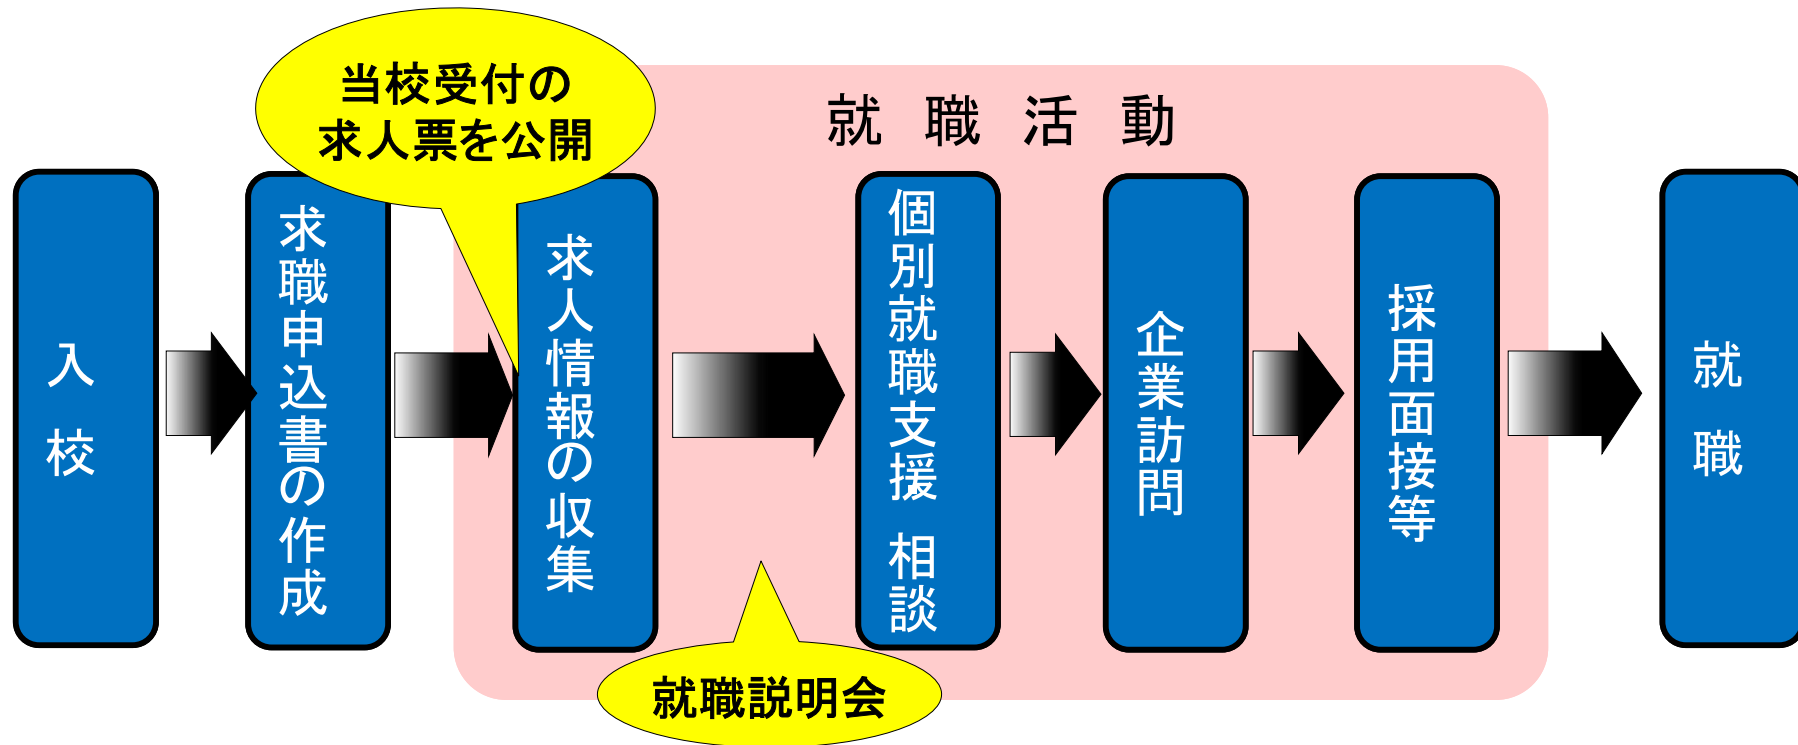 当校受付の
求人票を公開
就職活動
入校
求職申込書の作成
求人情報の収集
個別就職支援、相談
企業訪問
採用面接等
就職
就職説明会